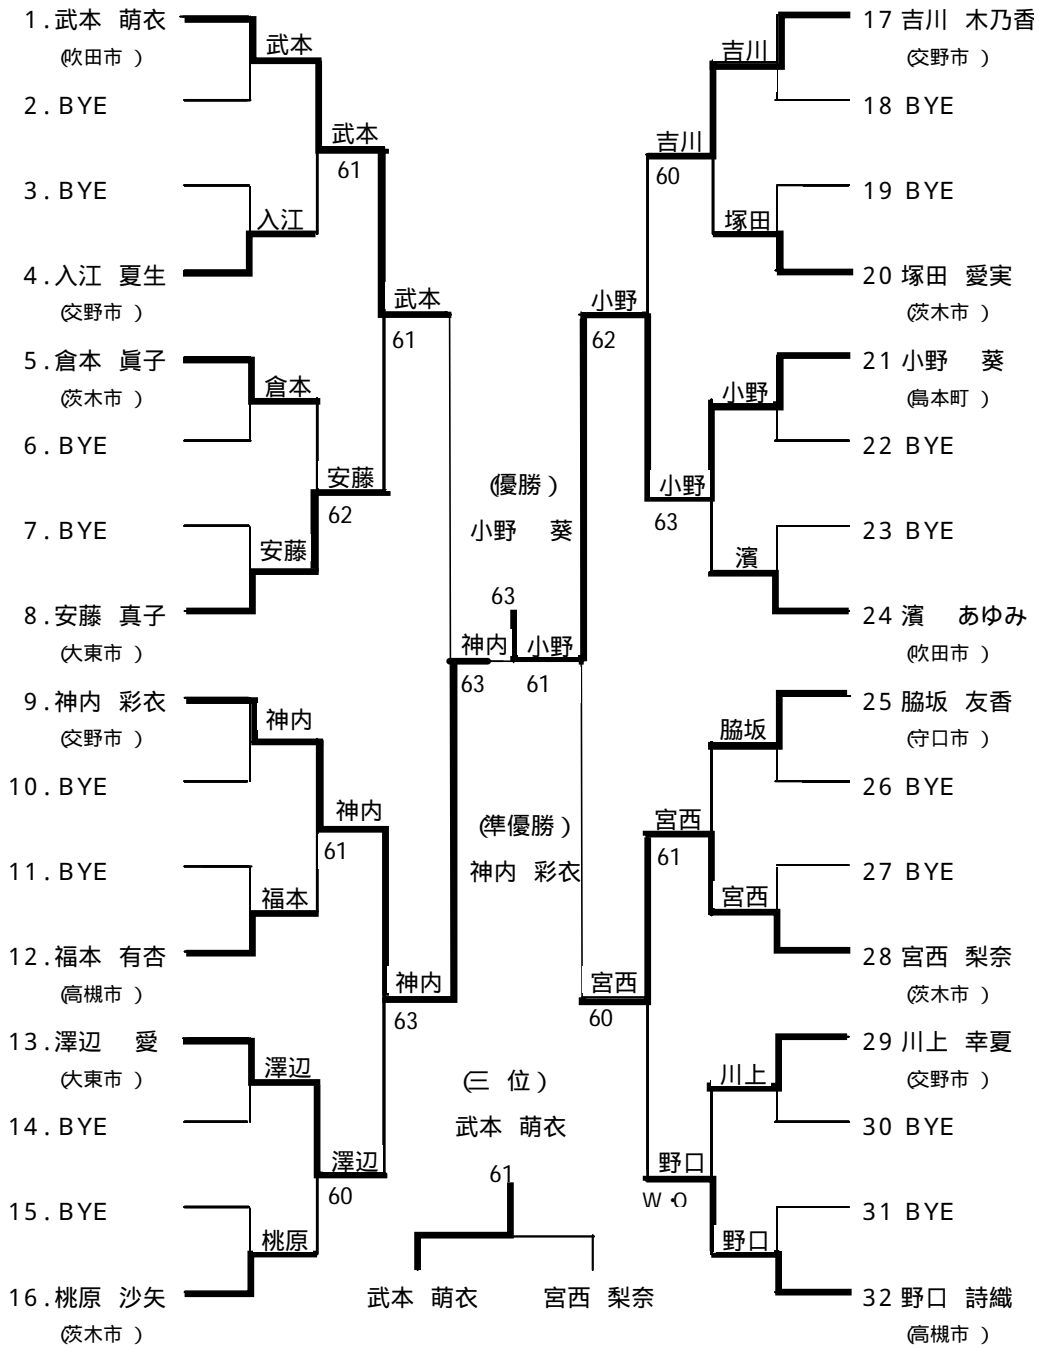 1.武本 萌衣
(吹田市 )
2.BYE
3.BYE
4.入江 夏生
(交野市 )
5.倉本 眞子
(茨木市 )
6.BYE
7.BYE
8.安藤 真子
(大東市 )
9.神内 彩衣
(交野市 )
10.BYE
11.BYE
12.福本 有杏
(高槻市 )
13.澤辺 愛
(大東市 )
14.BYE
15.BYE
16.桃原 沙矢
(茨木市 )
武本
入江
倉本
安藤
神内
福本
澤辺
桃原
武本
61
安藤
62
神内
61
澤辺
60
武本
61
神内
63
神内
63
(優勝 )
小野 葵
63
小野
61
(準優勝 )
神内 彩衣
(三 位 )
武本 萌衣
61
武本 萌衣
宮西 梨奈
小野
62
宮西
60
吉川
60
小野
63
宮西
61
野口
W・O
吉川
塚田
小野
濱
脇坂
宮西
川上
野口
17 吉川 木乃香
(交野市 )
18 BYE
19 BYE
20 塚田 愛実
(茨木市 )
21 小野 葵
(島本町 )
22 BYE
23 BYE
24 濱 あゆみ
(吹田市 )
25 脇坂 友香
(守口市 )
26 BYE
27 BYE
28 宮西 梨奈
(茨木市 )
29 川上 幸夏
(交野市 )
30 BYE
31 BYE
32 野口 詩織
(高槻市 )